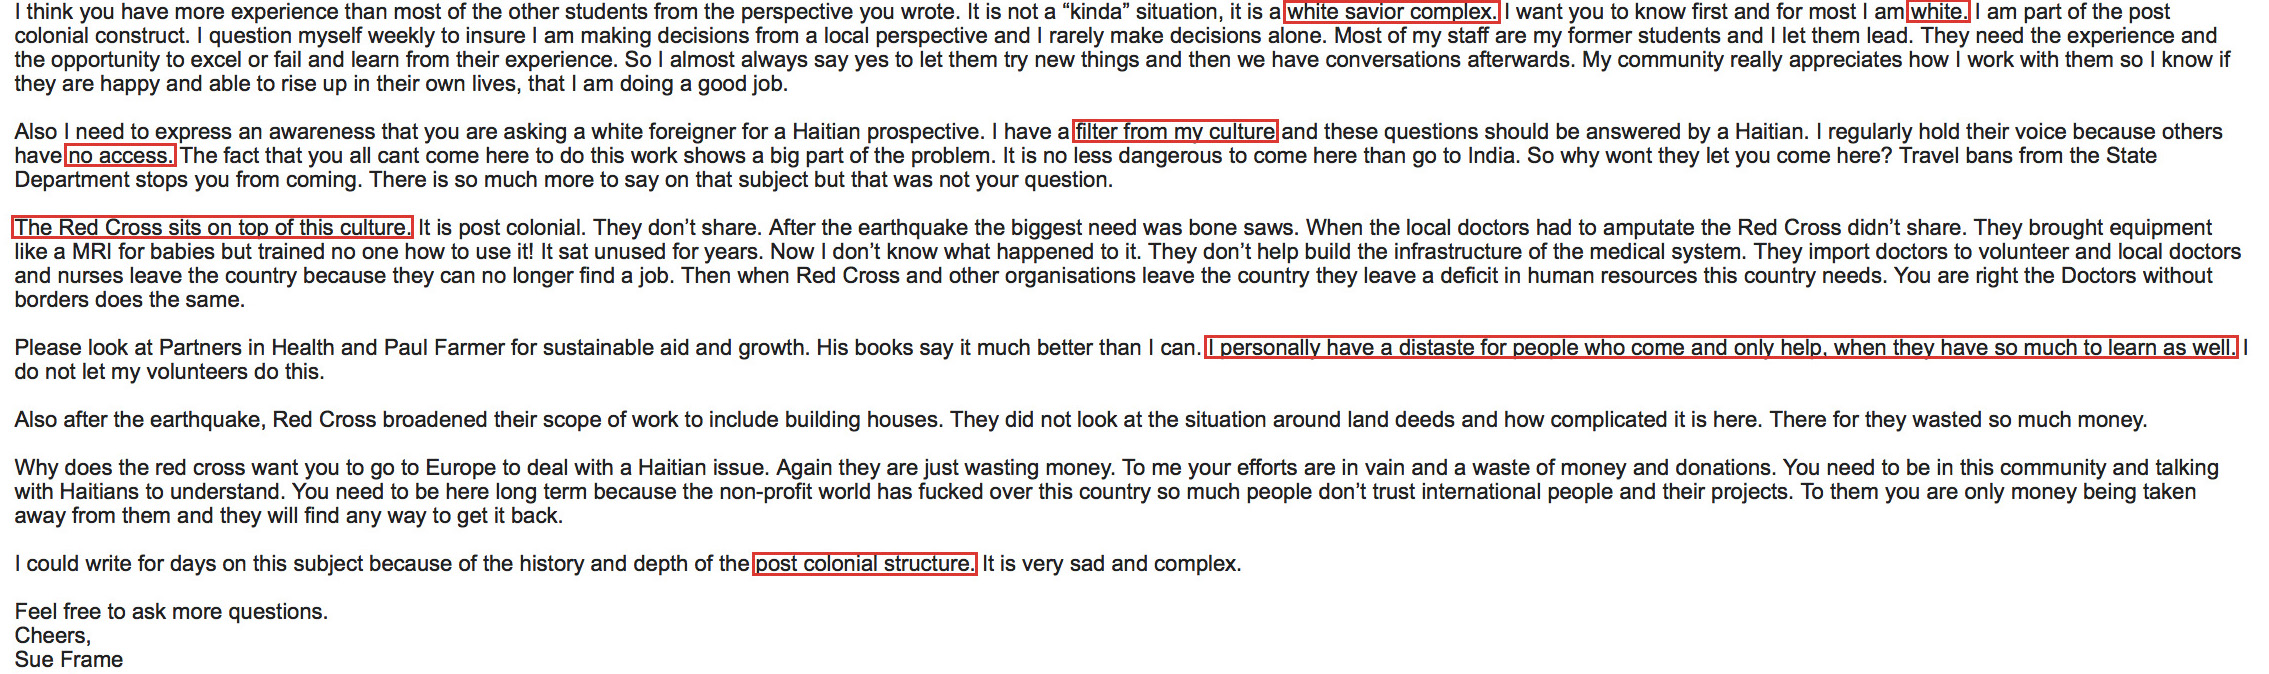 I think you have more experience than most of the other students from the perspective you wrote. It is not a “kinda” situation, it is a white savior complex. I want you to know first and for most I am white. I am part of the post
colonial construct. I question myself weekly to insure I am making decisions from a local perspective and I rarely make decisions alone. Most of my staff are my former students and I let them lead. They need the experience and
the opportunity to excel or fail and learn from their experience. So I almost always say yes to let them try new things and then we have conversations afterwards. My community really appreciates how I work with them so I know if
they are happy and able to rise up in their own lives, that I am doing a good job.
Also I need to express an awareness that you are asking a white foreigner for a Haitian prospective. I have a filter from my culture and these questions should be answered by a Haitian. I regularly hold their voice because others
have no access. The fact that you all cant come here to do this work shows a big part of the problem. It is no less dangerous to come here than go to India. So why wont they let you come here? Travel bans from the State
Department stops you from coming. There is so much more to say on that subject but that was not your question.
The Red Cross sits on top of this culture. It is post colonial. They don’t share. After the earthquake the biggest need was bone saws. When the local doctors had to amputate the Red Cross didn’t share. They brought equipment
like a MRI for babies but trained no one how to use it! It sat unused for years. Now I don’t know what happened to it. They don’t help build the infrastructure of the medical system. They import doctors to volunteer and local doctors
and nurses leave the country because they can no longer find a job. Then when Red Cross and other organisations leave the country they leave a deficit in human resources this country needs. You are right the Doctors without
borders does the same.
Please look at Partners in Health and Paul Farmer for sustainable aid and growth. His books say it much better than I can. I personally have a distaste for people who come and only help, when they have so much to learn as well. I
do not let my volunteers do this.
Also after the earthquake, Red Cross broadened their scope of work to include building houses. They did not look at the situation around land deeds and how complicated it is here. There for they wasted so much money.
Why does the red cross want you to go to Europe to deal with a Haitian issue. Again they are just wasting money. To me your efforts are in vain and a waste of money and donations. You need to be in this community and talking
with Haitians to understand. You need to be here long term because the non-profit world has fucked over this country so much people don’t trust international people and their projects. To them you are only money being taken
away from them and they will find any way to get it back.
I could write for days on this subject because of the history and depth of the post colonial structure. It is very sad and complex.
Feel free to ask more questions.
Cheers,
Sue Frame